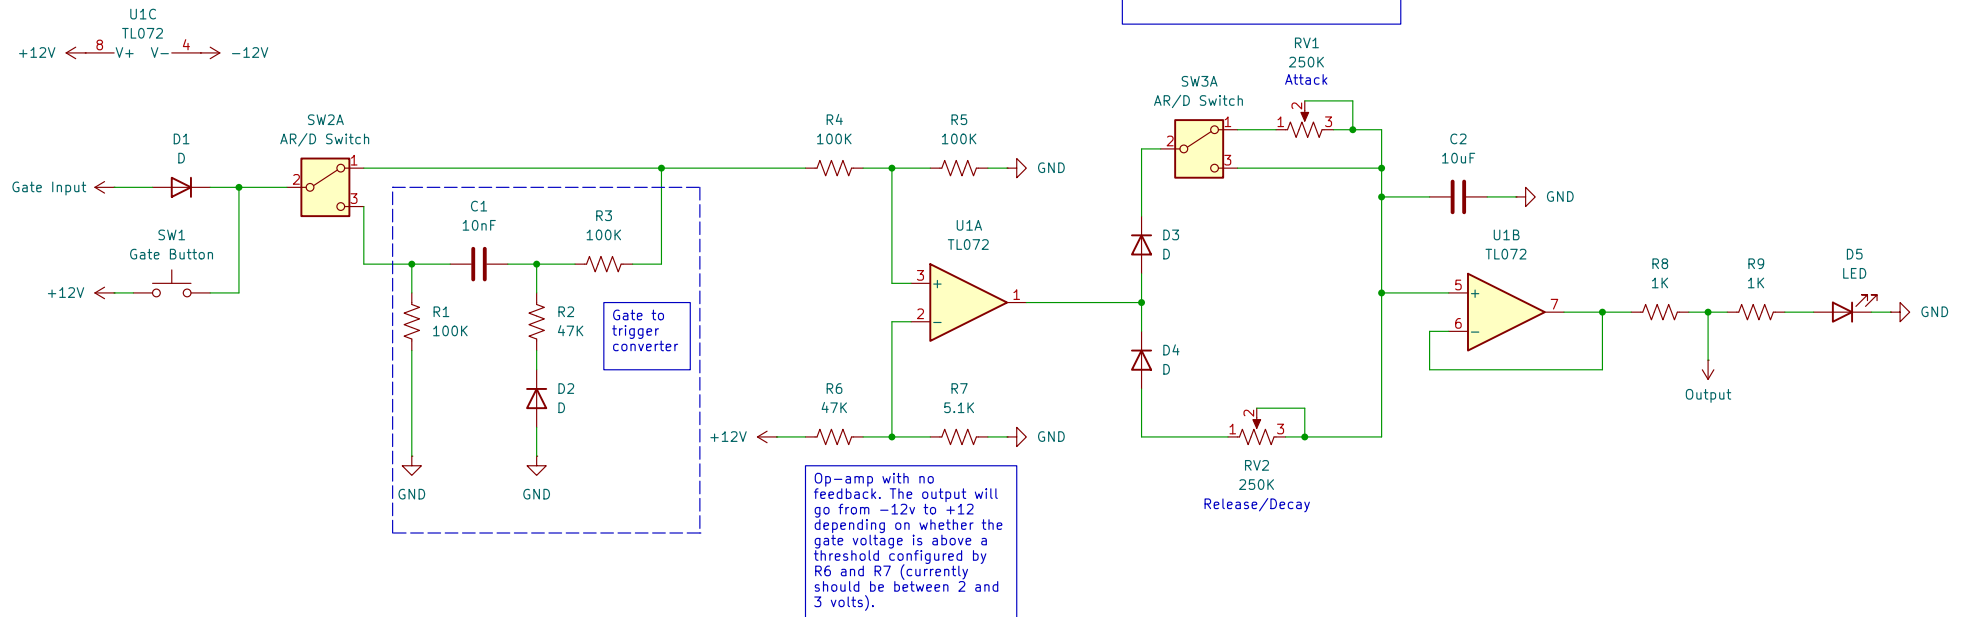 U1C
TL072
+12V
8
V+
V-
4
-12V
RV1
250K
Attack
2
1
3
SW3A
AR/D Switch
2
1
3
SW2A
AR/D Switch
2
1
3
D1
D
Gate Input
SW1
Gate Button
+12V
C1
10nF
R3
100K
R1
100K
R2
47K
D2
D
GND
GND
Gate to
trigger
converter
R4
100K
R5
100K
GND
U1A
TL072
3
+
2
-
1
R6
47K
R7
5.1K
+12V
GND
Op-amp with no
feedback. The output will
go from -12v to +12
depending on whether the
gate voltage is above a
threshold configured by
R6 and R7 (currently
should be between 2 and
3 volts).
D3
D
D4
D
2
1
3
RV2
250K
Release/Decay
C2
10uF
GND
U1B
TL072
5
+
6
-
7
R8
1K
R9
1K
D5
LED
GND
Output